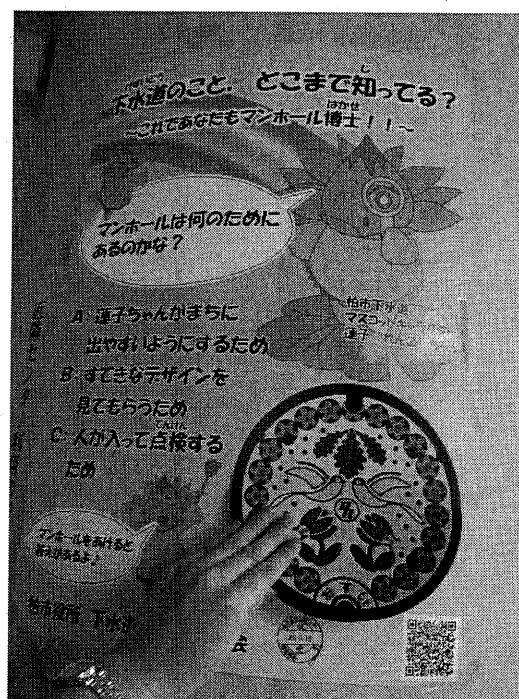 下水道のこと、どこまで知ってる？
～これであなたもマンホール博士！！～
マンホールは何のために
あるのかな？
A 蓮子ちゃんがまちに
出やすいようにするため
B：すてきなデザインを
見てもらうため
C：人が入って点検する
ため
柏市下水道
マスコット
マンホールをあけると
答えがあるよ♪
柏市役所 下水道